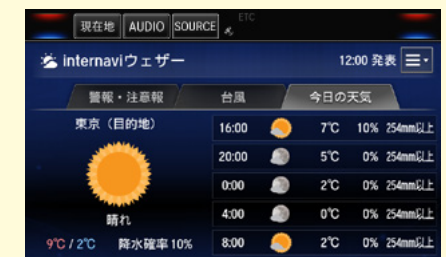 現在地 AUDIO SOURCE ETC
internaviウェザー 12:00 発表
警報・注意報 台風 今日の天気
東京（目的地）
晴れ
9℃ / 2℃ 降水確率10%
16:00 7℃ 10% 254mm以上
20:00 5℃ 0% 254mm以上
0:00 2℃ 0% 254mm以上
4:00 0℃ 0% 254mm以上
8:00 2℃ 0% 254mm以上